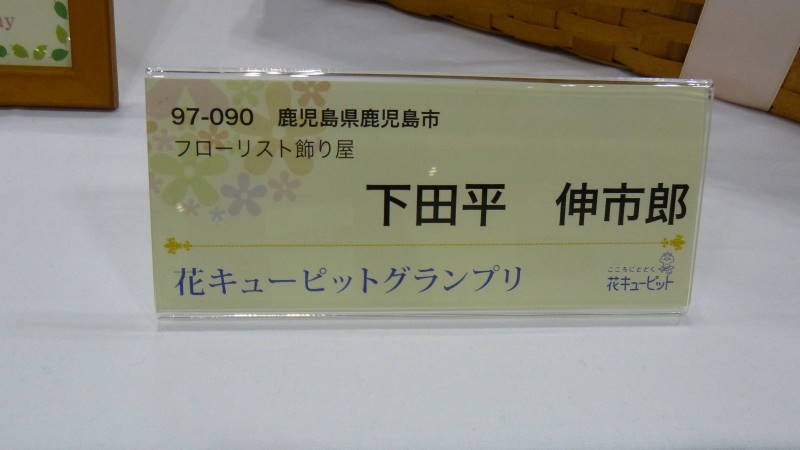 97-090 鹿児島県鹿児島市
フローリスト飾り屋
下田平 伸市郎
花キューピットグランプリ
こころにとどく
花キューピット